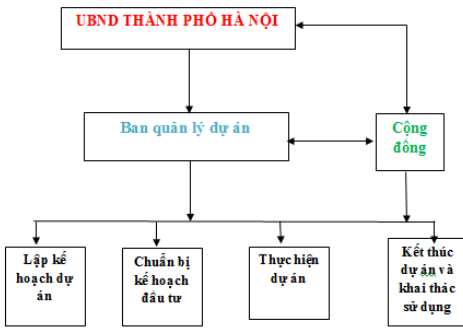 UBND THÀNH PHỐ HÀ NỘI
Ban quản lý dự án
Cộng
đồng
Lập kế
hoạch dự
án
Chuẩn bị
kế hoạch
đầu tư
Thực hiện
dự án
Kết thúc
dự án và
khai thác
sử dụng